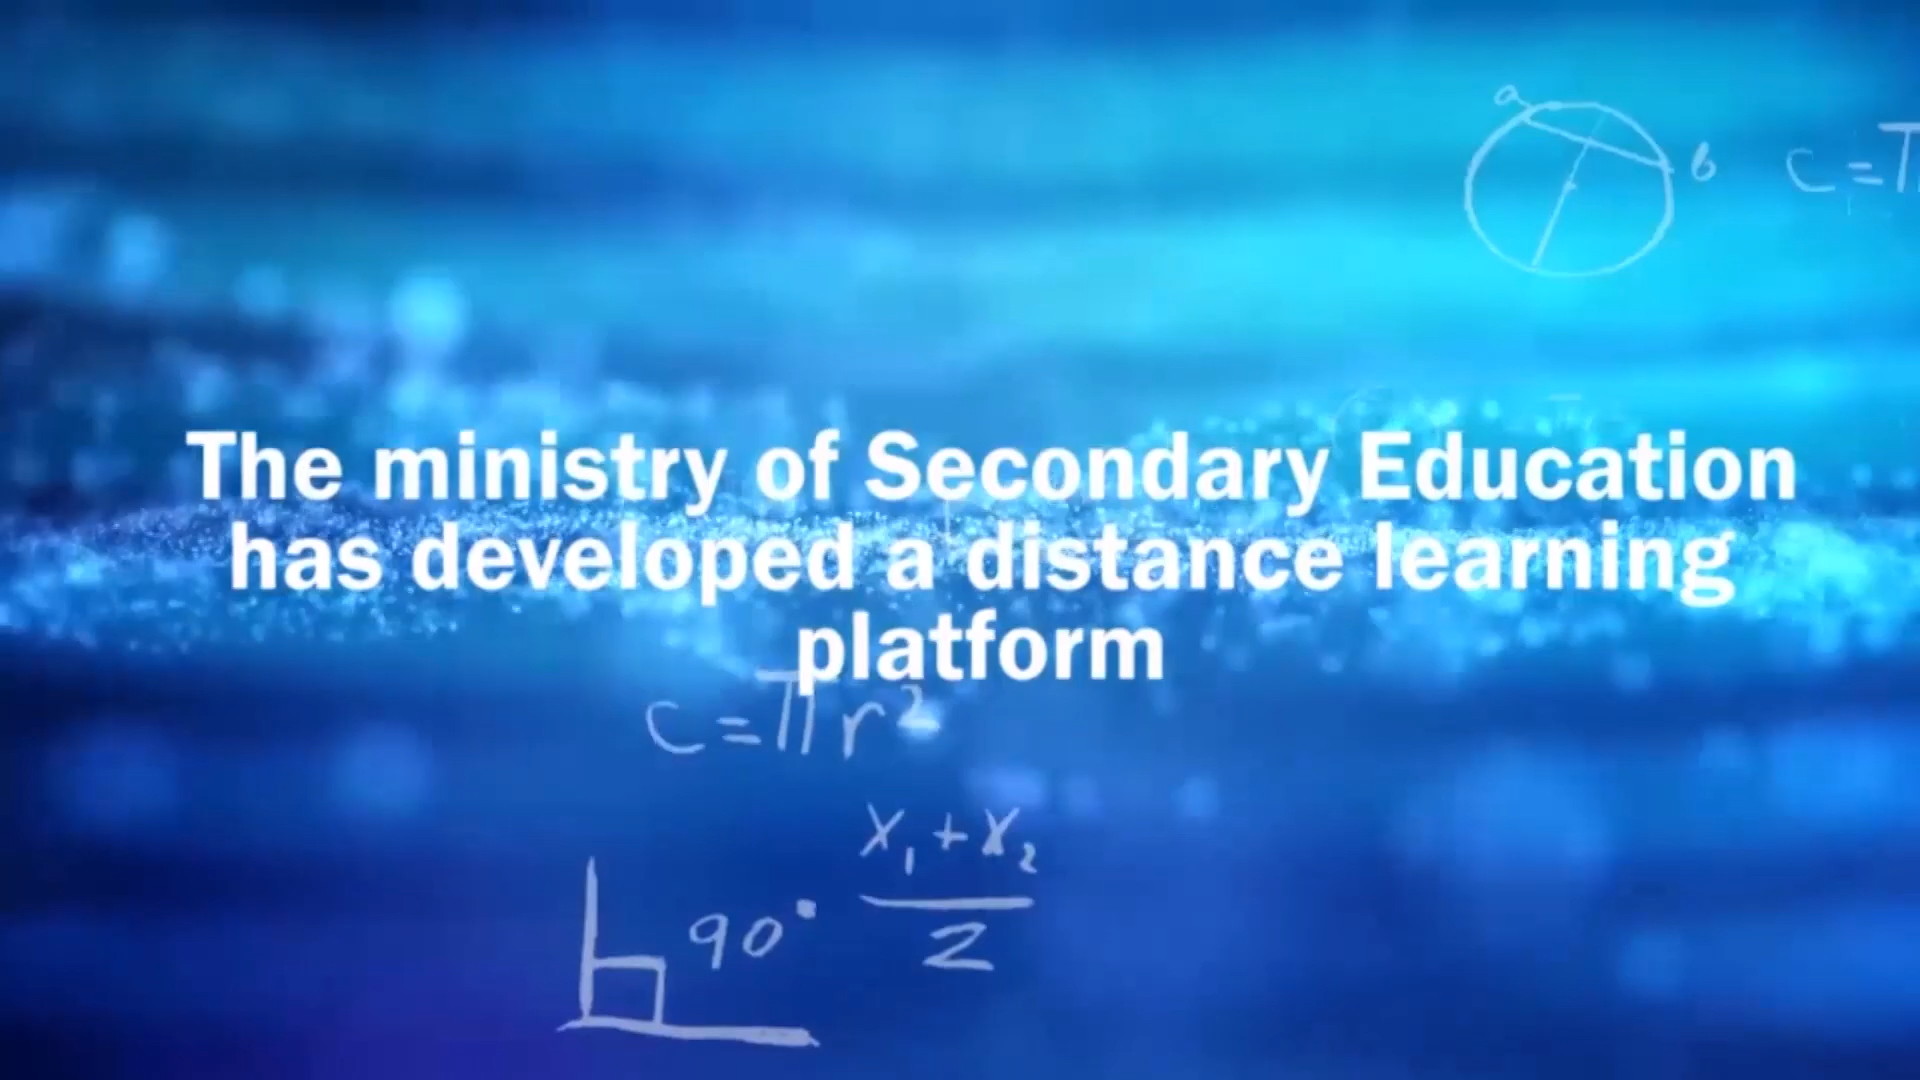 a
b
c=π
The ministry of Secondary Education
has developed a distance learning
platform
c=πr²
x₁+x₂
2
90°